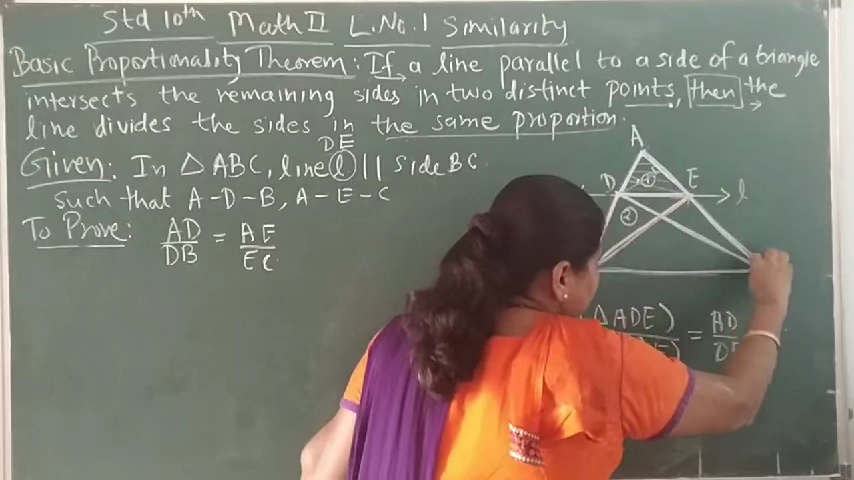 Std 10th Math II L.No.1 Similarity
Basic Proportionality Theorem: If a line parallel to a side of a triangle
intersects the remaining sides in two distinct points, then the
line divides the sides in the same proportion.
DE
Given: In △ABC, line l || side BC
such that A-D-B, A-E-C
To Prove: AD/DB = AE/EC
A
D E l
1
2
△ADE) = AD